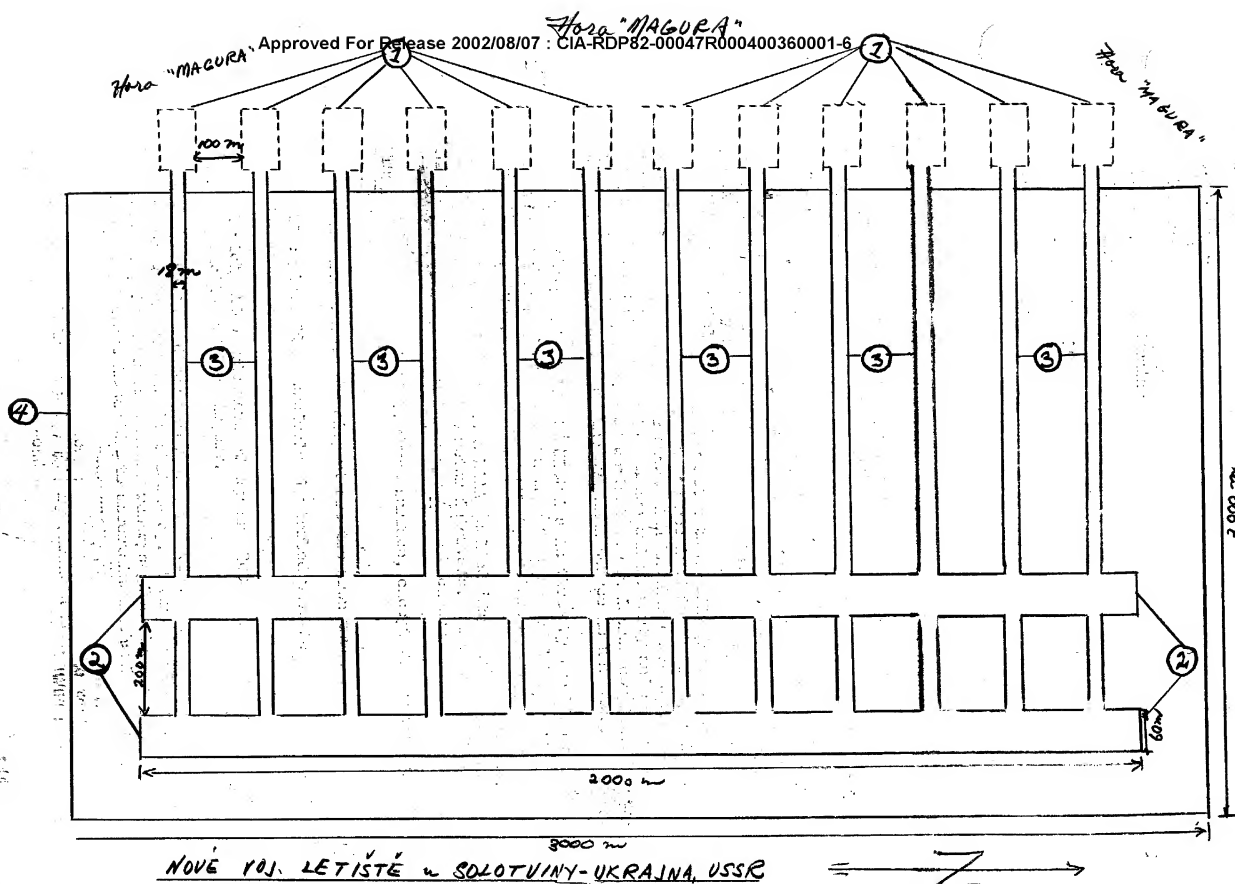 Hora "MAGURA"
Approved For Release 2002/08/07 : CIA-RDP82-00047R000400360001-6
Hora "MAGURA"
Hora "MAGURA"
1
1
100 m
18 m
3
3
3
3
3
3
4
2000 m
2
2
200 m
60 m
2000 m
3000 m
NOVÉ VOJ. LETIŠTĚ u SOLOTVINY-UKRAJNA, USSR